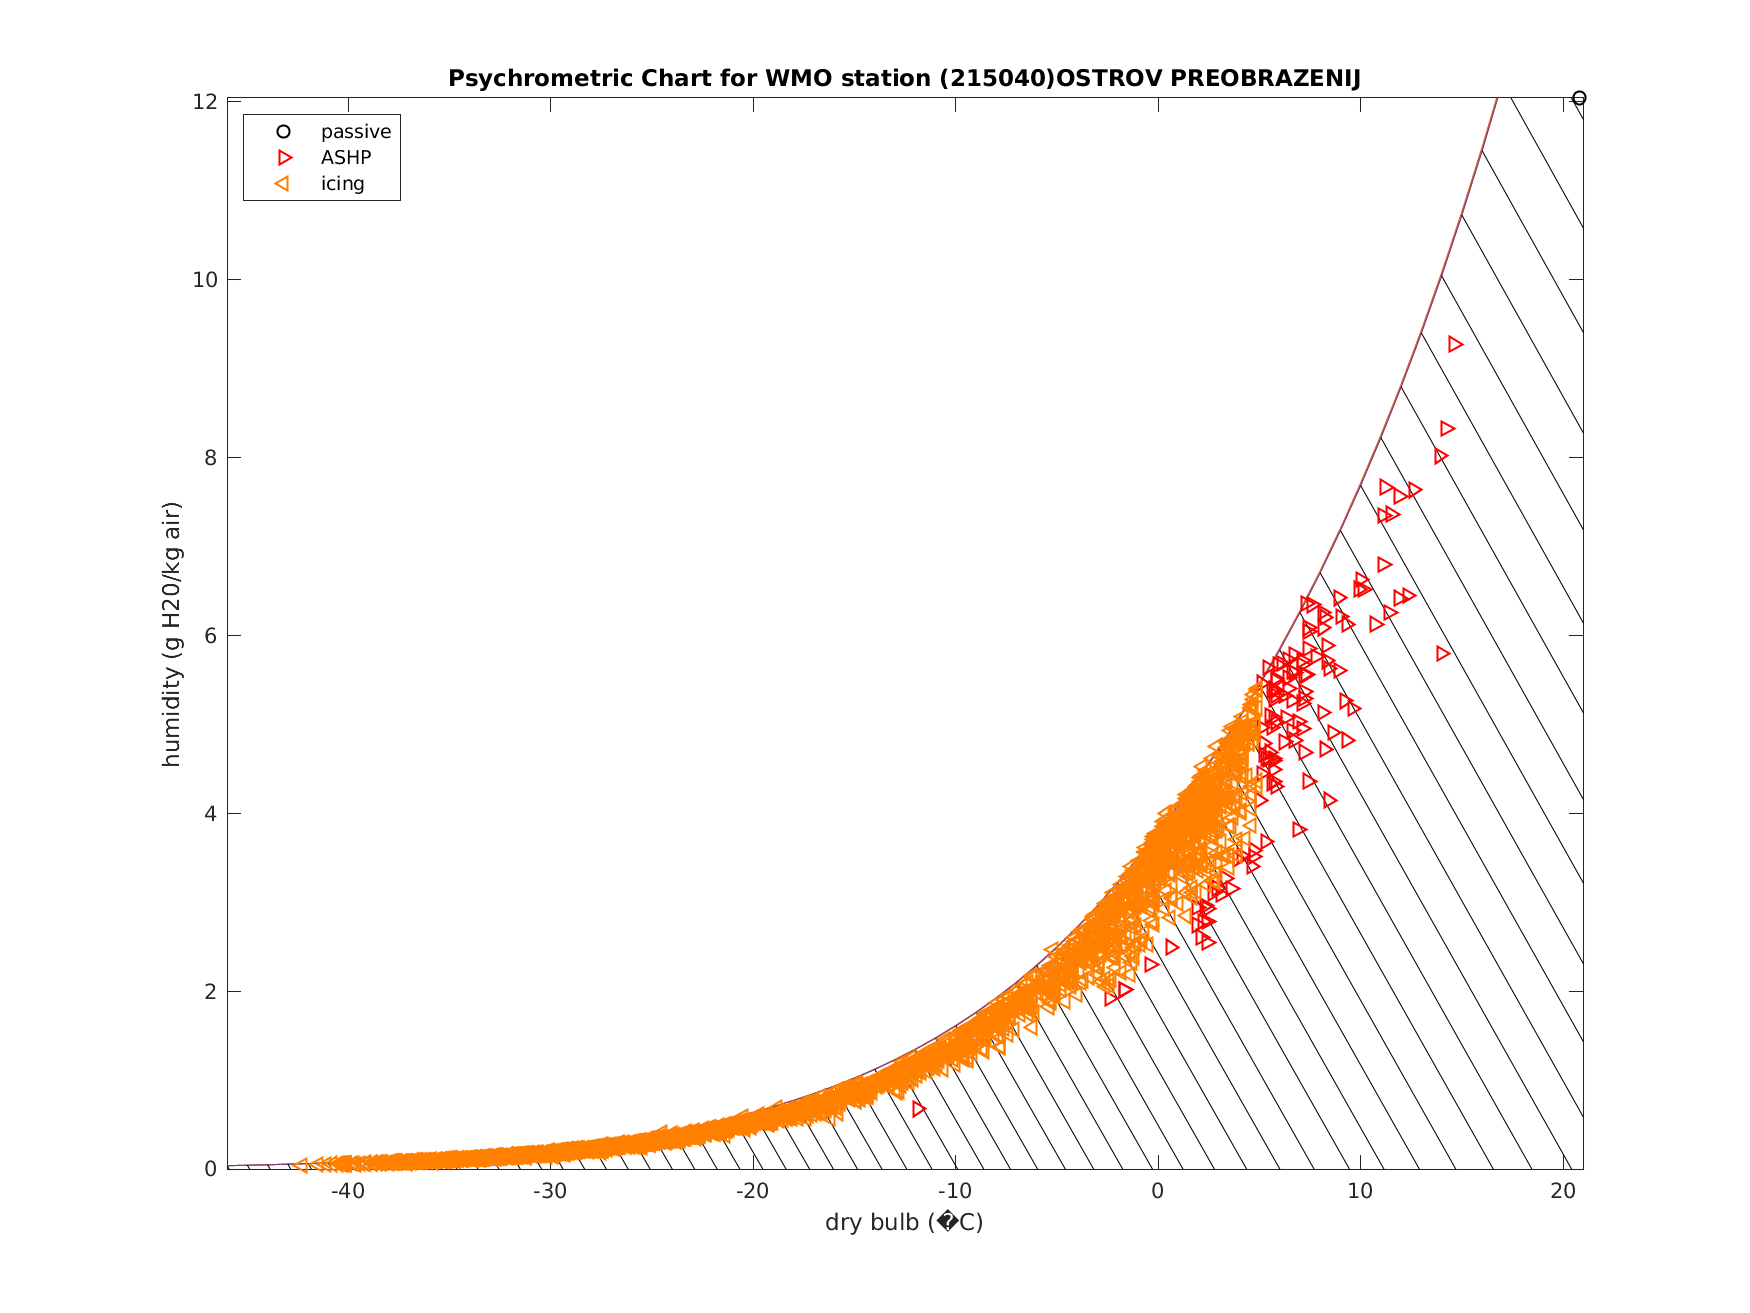 Psychrometric Chart for WMO station (215040)OSTROV PREOBRAZENIJ
passive
ASHP
icing
12
10
8
6
4
2
0
humidity (g H20/kg air)
-40 -30 -20 -10 0 10 20
dry bulb (�C)